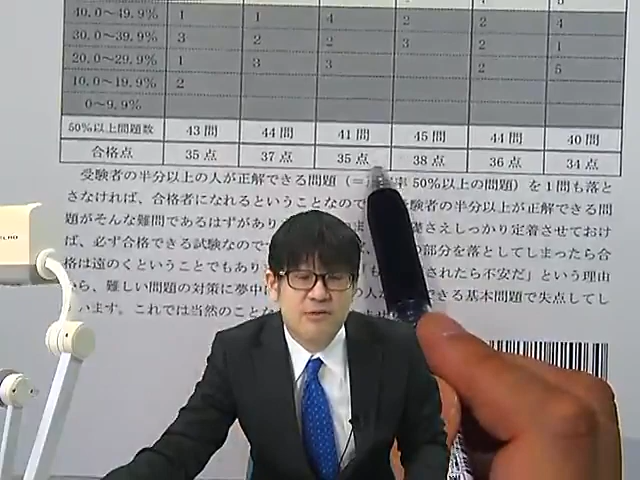 40.0～49.9% 1 1 4 2 2 4
30.0～39.9% 3 2 2 3 2 1
20.0～29.9% 1 3 3 2 5
10.0～19.9% 2
0～9.9%
50%以上問題数 43問 44問 41問 45問 44問 40問
合格点 35点 37点 35点 38点 36点 34点
受験者の半分以上の人が正解できる問題（＝ 率50%以上の問題）を1問も落と
さなければ、合格者になれるということなので 験者の半分以上が正解できる問
題がそんな難問であるはずがありま 礎さえしっかり定着させておけ
ば、必ず合格できる試験なのです の部分を落としてしまったら合
格は遠のくということでもあり 「も されたら不安だ」という理由
から、難しい問題の対策に夢中 の人が できる基本問題で失点してし
います。これでは当然のこと